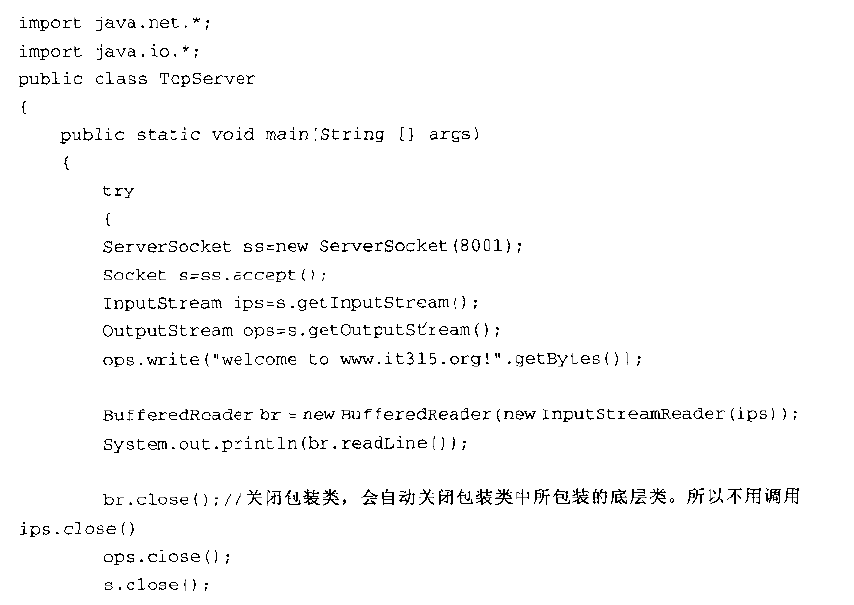 import java.net.*;
import java.io.*;
public class TcpServer
{
public static void main(String [] args)
{
try
{
ServerSocket ss=new ServerSocket(8001);
Socket s=ss.accept();
InputStream ips=s.getInputStream();
OutputStream ops=s.getOutputStream();
ops.write("welcome to www.it315.org!".getBytes());
BufferedReader br = new BufferedReader(new InputStreamReader(ips));
System.out.println(br.readLine());
br.close();//关闭包装类，会自动关闭包装类中所包装的底层类。所以不用调用
ips.close()
ops.close();
s.close();